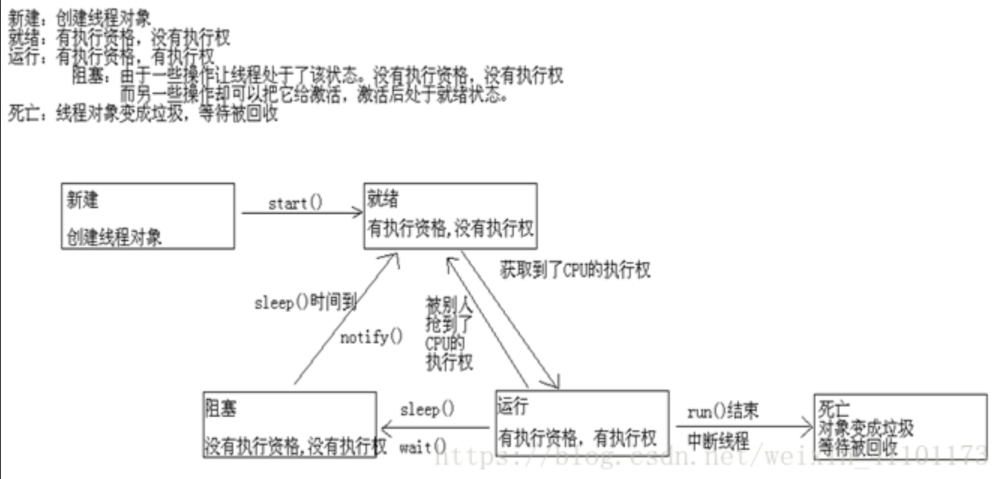 新建：创建线程对象
就绪：有执行资格，没有执行权
运行：有执行资格，有执行权
阻塞：由于一些操作让线程处于了该状态。没有执行资格，没有执行权
而另一些操作却可以把它给激活，激活后处于就绪状态。
死亡：线程对象变成垃圾，等待被回收
新建
创建线程对象
start()
就绪
有执行资格,没有执行权
获取到了CPU的执行权
sleep()时间到
notify()
被别人
抢到了
CPU的
执行权
阻塞
没有执行资格,没有执行权
sleep()
wait()
运行
有执行资格，有执行权
run()结束
中断线程
死亡
对象变成垃圾
等待被回收